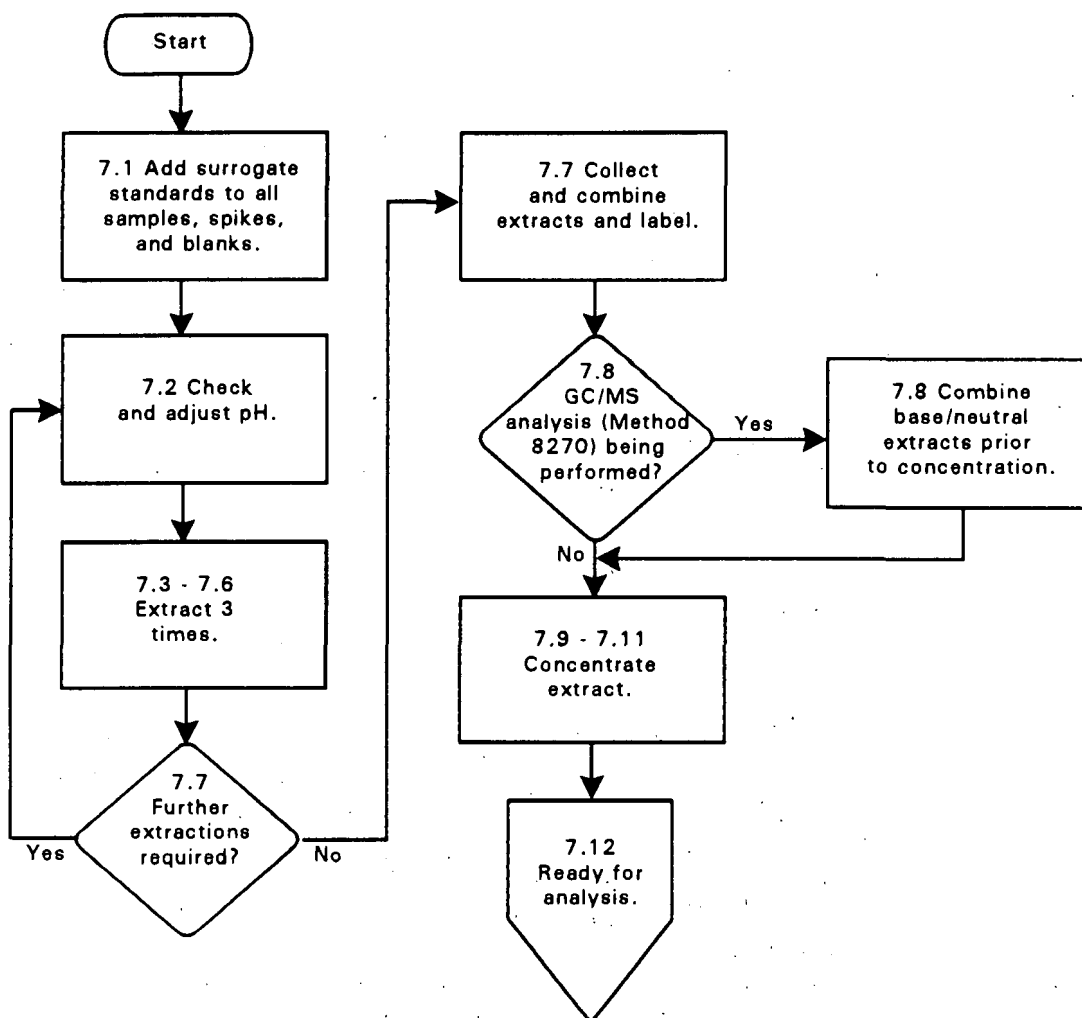 Start
7.1 Add surrogate
standards to all
samples, spikes,
and blanks.
7.2 Check
and adjust pH.
7.3 - 7.6
Extract 3
times.
7.7
Further
extractions
required?
Yes
No
7.7 Collect
and combine
extracts and label.
7.8
GC/MS
analysis (Method
8270) being
performed?
Yes
No
7.8 Combine
base/neutral
extracts prior
to concentration.
7.9 - 7.11
Concentrate
extract.
7.12
Ready for
analysis.